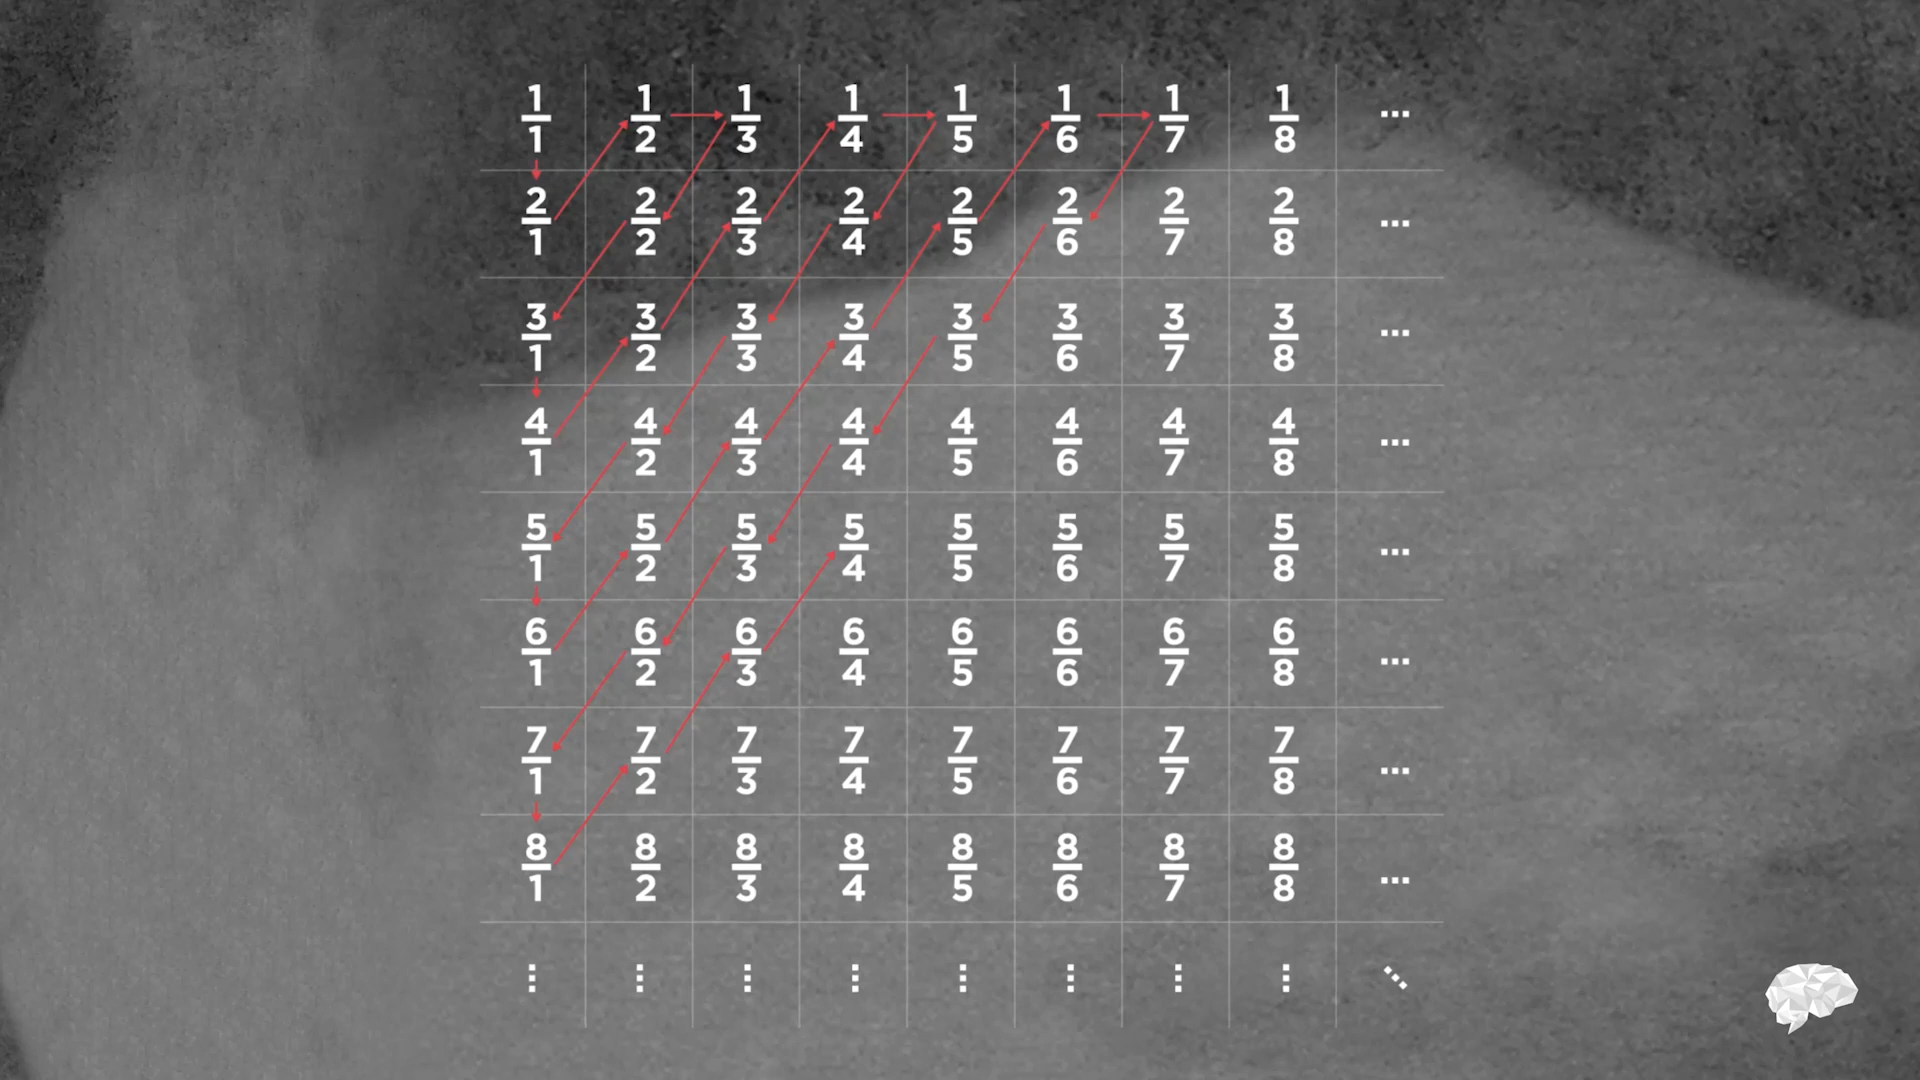 1/1 1/2 1/3 1/4 1/5 1/6 1/7 1/8 ...
2/1 2/2 2/3 2/4 2/5 2/6 2/7 2/8 ...
3/1 3/2 3/3 3/4 3/5 3/6 3/7 3/8 ...
4/1 4/2 4/3 4/4 4/5 4/6 4/7 4/8 ...
5/1 5/2 5/3 5/4 5/5 5/6 5/7 5/8 ...
6/1 6/2 6/3 6/4 6/5 6/6 6/7 6/8 ...
7/1 7/2 7/3 7/4 7/5 7/6 7/7 7/8 ...
8/1 8/2 8/3 8/4 8/5 8/6 8/7 8/8 ...
⋮ ⋮ ⋮ ⋮ ⋮ ⋮ ⋮ ⋮ ⋱